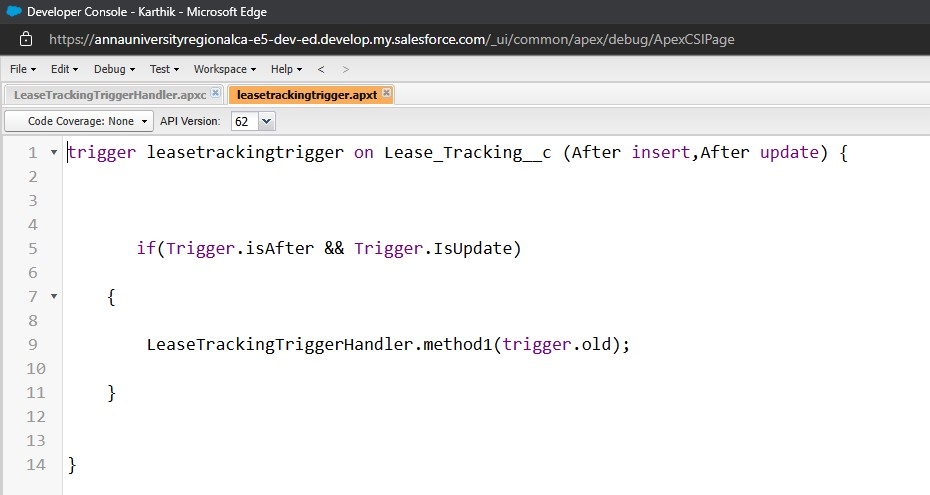 Developer Console - Karthik - Microsoft Edge
https://annauniversityregionalca-e5-dev-ed.develop.my.salesforce.com/_ui/common/apex/debug/ApexCSIPage
File Edit Debug Test Workspace Help < >
LeaseTrackingTriggerHandler.apxc leasetrackingtrigger.apxt
Code Coverage: None API Version: 62
1 trigger leasetrackingtrigger on Lease_Tracking__c (After insert,After update) {
2
3
4
5 if(Trigger.isAfter && Trigger.IsUpdate)
6
7 {
8
9 LeaseTrackingTriggerHandler.method1(trigger.old);
10
11 }
12
13
14 }